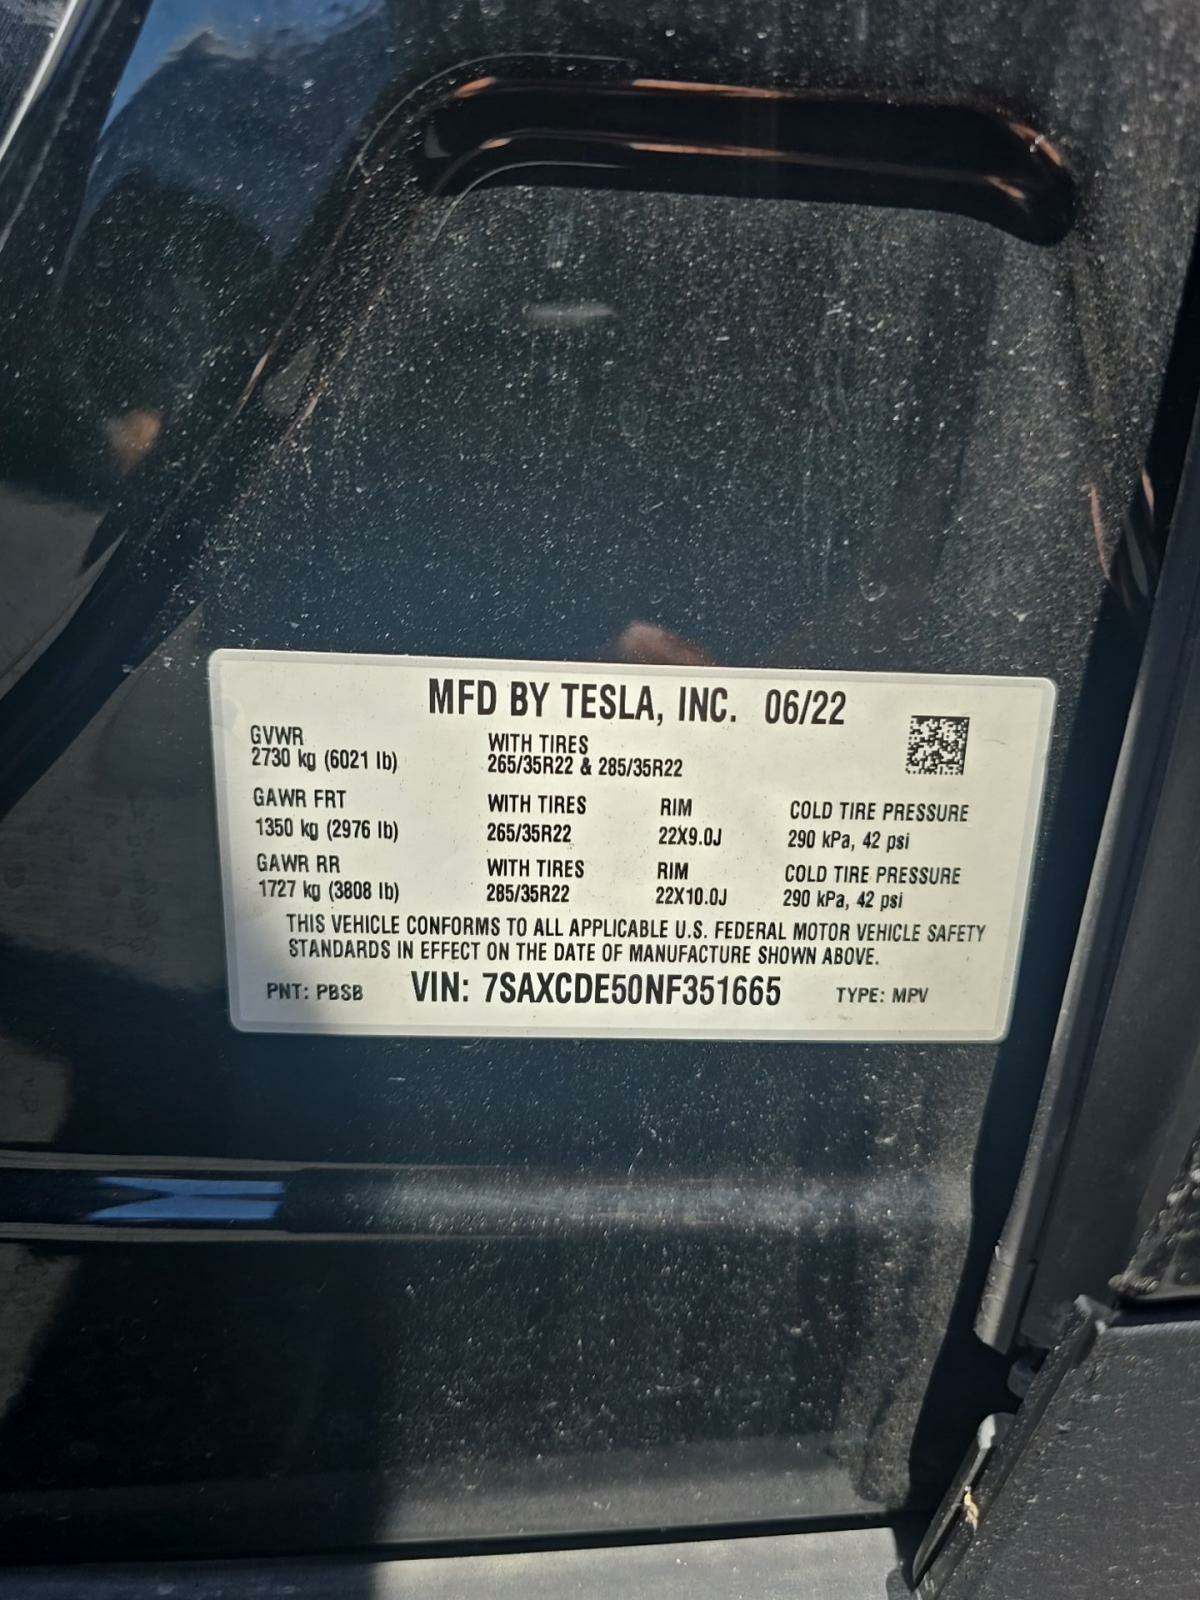 MFD BY TESLA, INC. 06/22
GVWR
2730 kg (6021 lb)
WITH TIRES
265/35R22 & 285/35R22
GAWR FRT
1350 kg (2976 lb)
WITH TIRES
265/35R22
RIM
22X9.0J
COLD TIRE PRESSURE
290 kPa, 42 psi
GAWR RR
1727 kg (3808 lb)
WITH TIRES
285/35R22
RIM
22X10.0J
COLD TIRE PRESSURE
290 kPa, 42 psi
THIS VEHICLE CONFORMS TO ALL APPLICABLE U.S. FEDERAL MOTOR VEHICLE SAFETY
STANDARDS IN EFFECT ON THE DATE OF MANUFACTURE SHOWN ABOVE.
PNT: PBSB VIN: 7SAXCDE50NF351665 TYPE: MPV